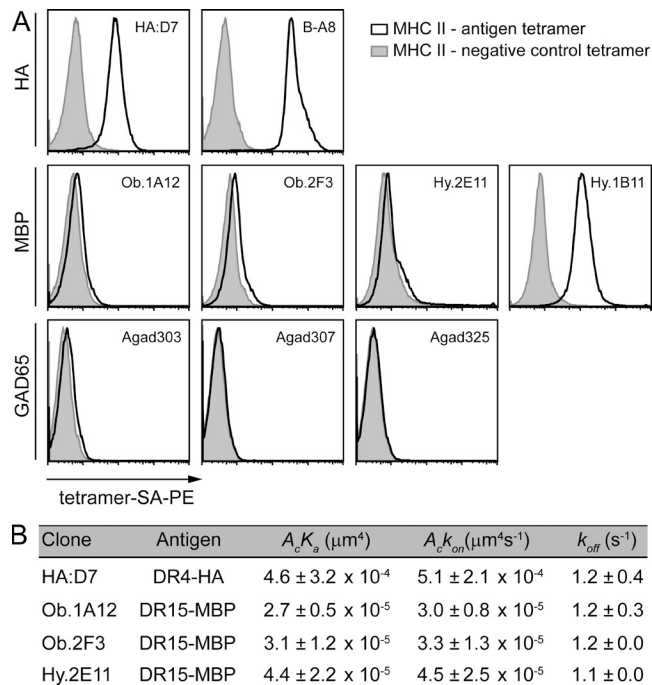 A
HA:D7
B-A8
MHC II - antigen tetramer
MHC II - negative control tetramer
HA
Ob.1A12
Ob.2F3
Hy.2E11
Hy.1B11
MBP
Agad303
Agad307
Agad325
GAD65
tetramer-SA-PE
B
Clone Antigen AcKa (μm⁴) Ackon (μm⁴s⁻¹) koff (s⁻¹)
HA:D7 DR4-HA 4.6 ± 3.2 x 10⁻⁴ 5.1 ± 2.1 x 10⁻⁴ 1.2 ± 0.4
Ob.1A12 DR15-MBP 2.7 ± 0.5 x 10⁻⁵ 3.0 ± 0.8 x 10⁻⁵ 1.2 ± 0.3
Ob.2F3 DR15-MBP 3.1 ± 1.2 x 10⁻⁵ 3.3 ± 1.3 x 10⁻⁵ 1.2 ± 0.0
Hy.2E11 DR15-MBP 4.4 ± 2.2 x 10⁻⁵ 4.5 ± 2.5 x 10⁻⁵ 1.1 ± 0.0